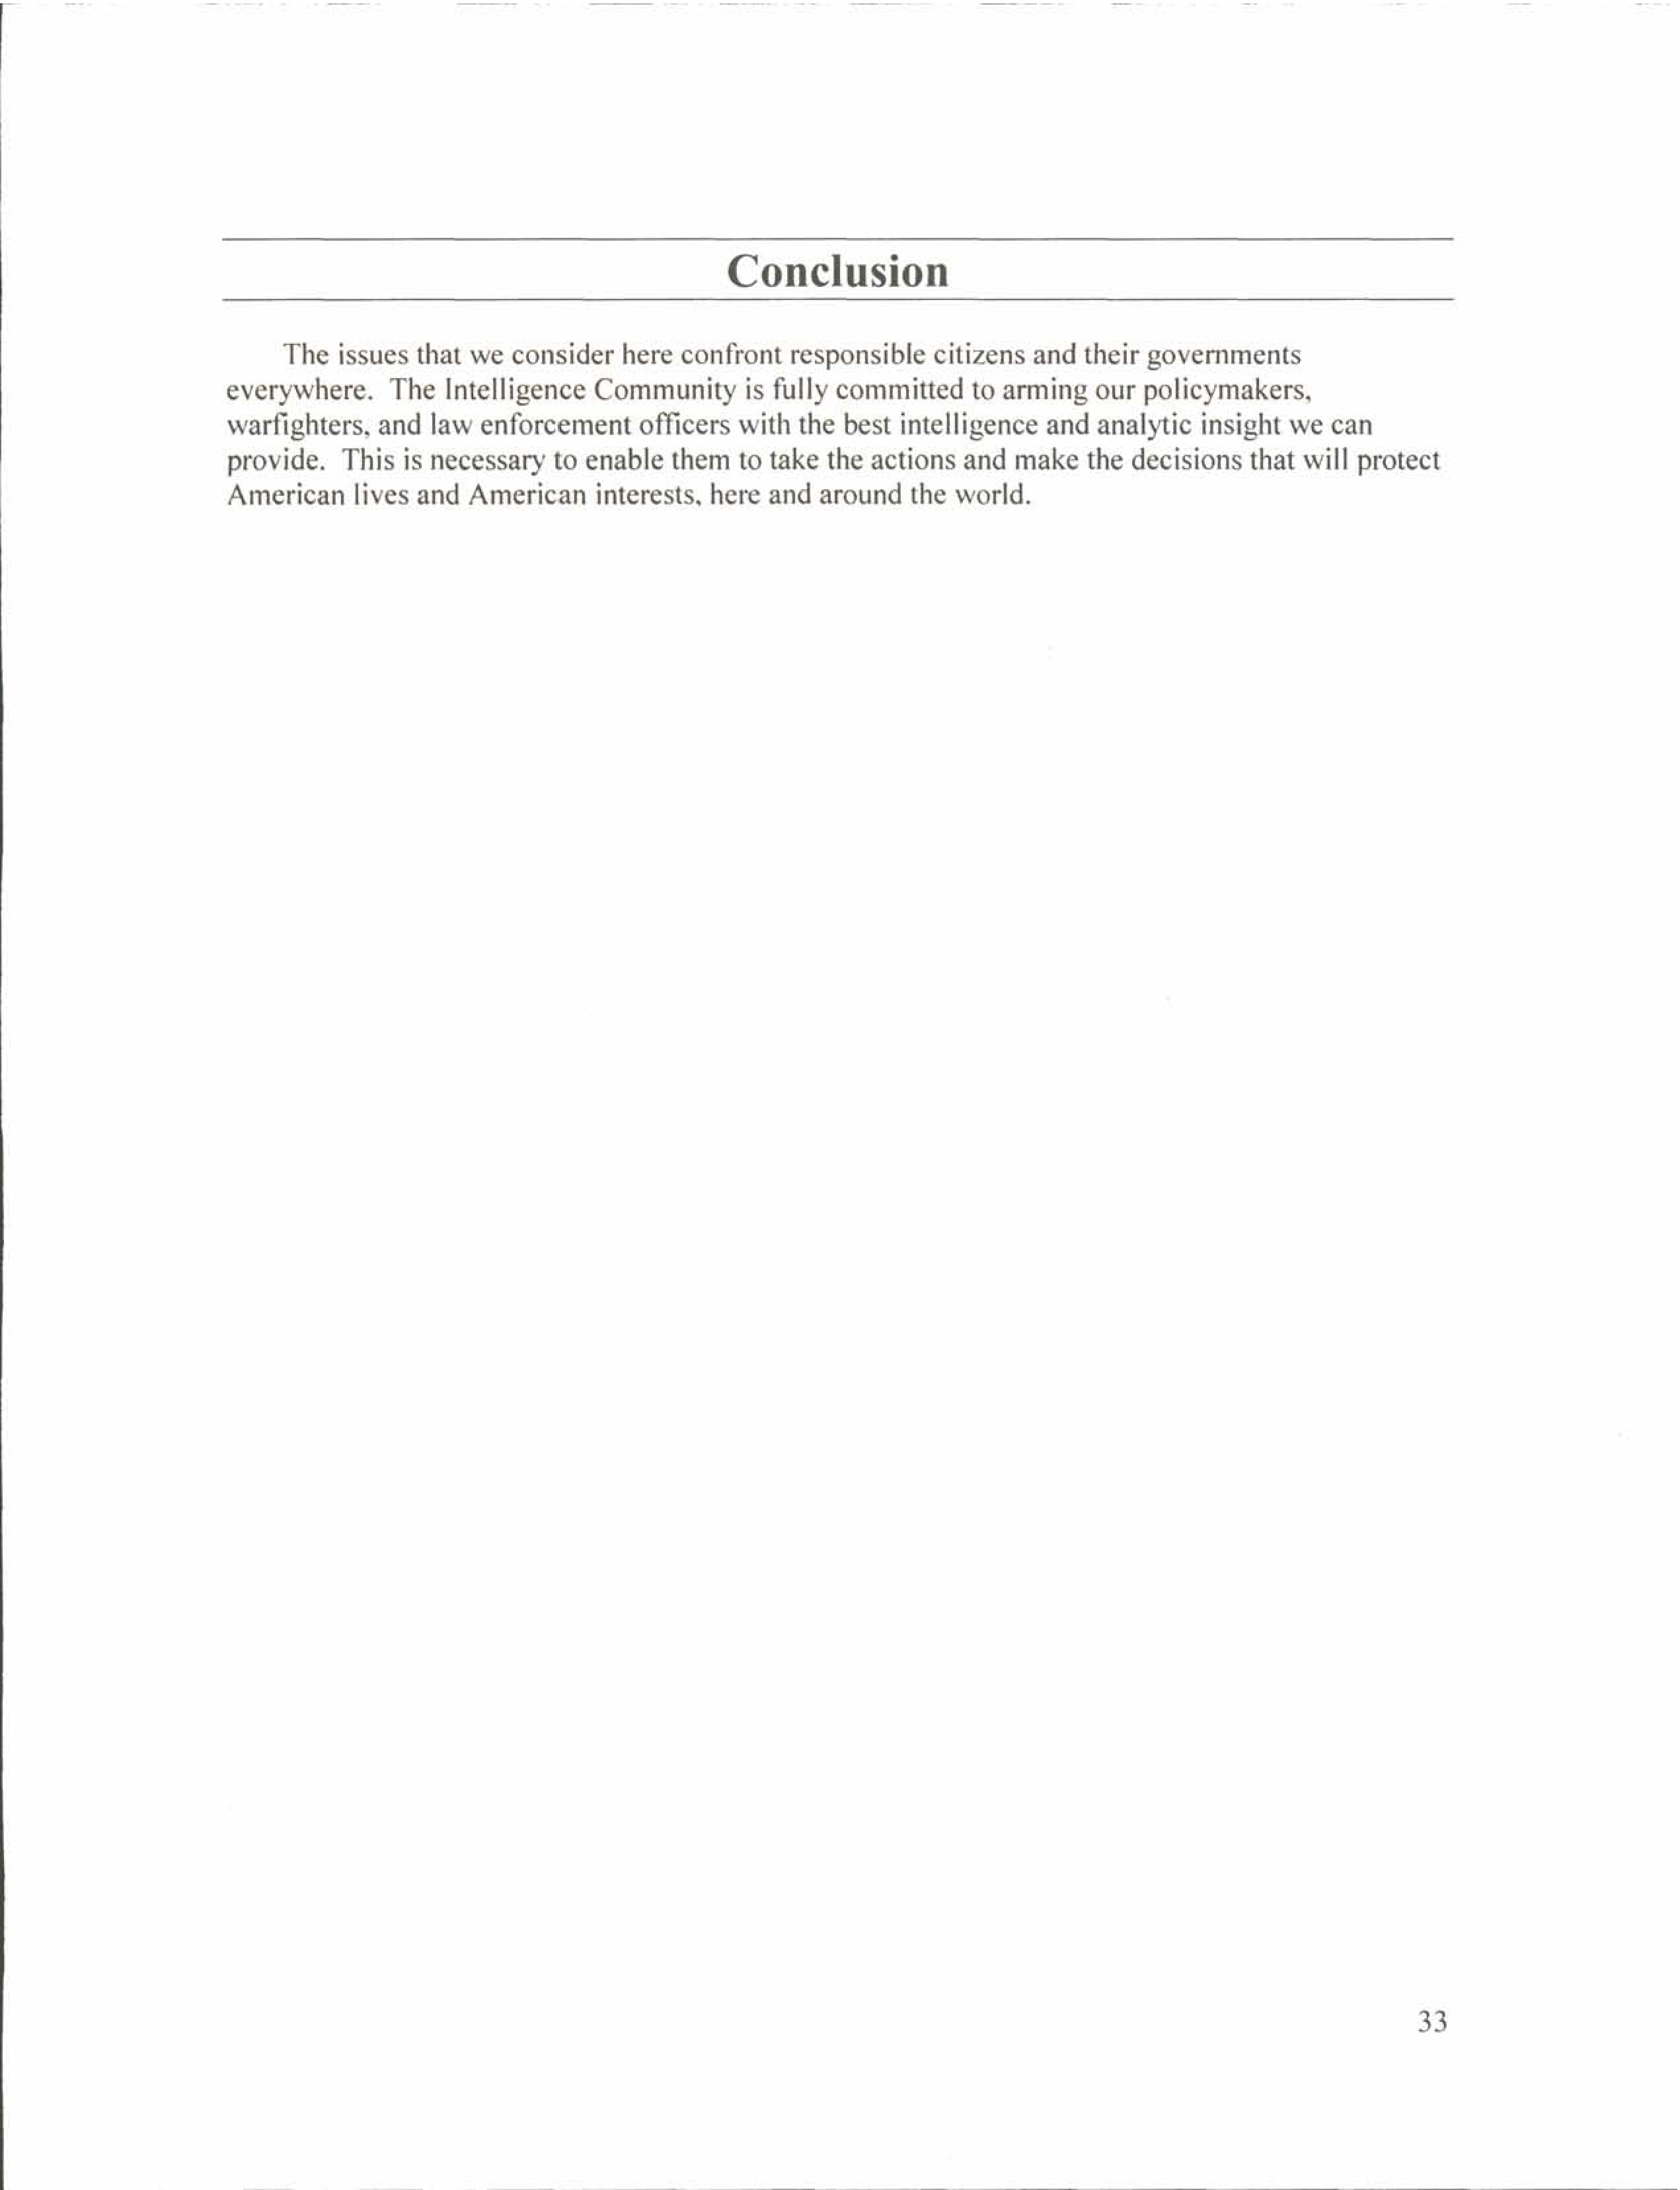 Conclusion
The issues that we consider here confront responsible citizens and their governments
everywhere.  The Intelligence Community is fully committed to arming our policymakers,
warfighters, and law enforcement officers with the best intelligence and analytic insight we can
provide.  This is necessary to enable them to take the actions and make the decisions that will protect
American lives and American interests, here and around the world.
33